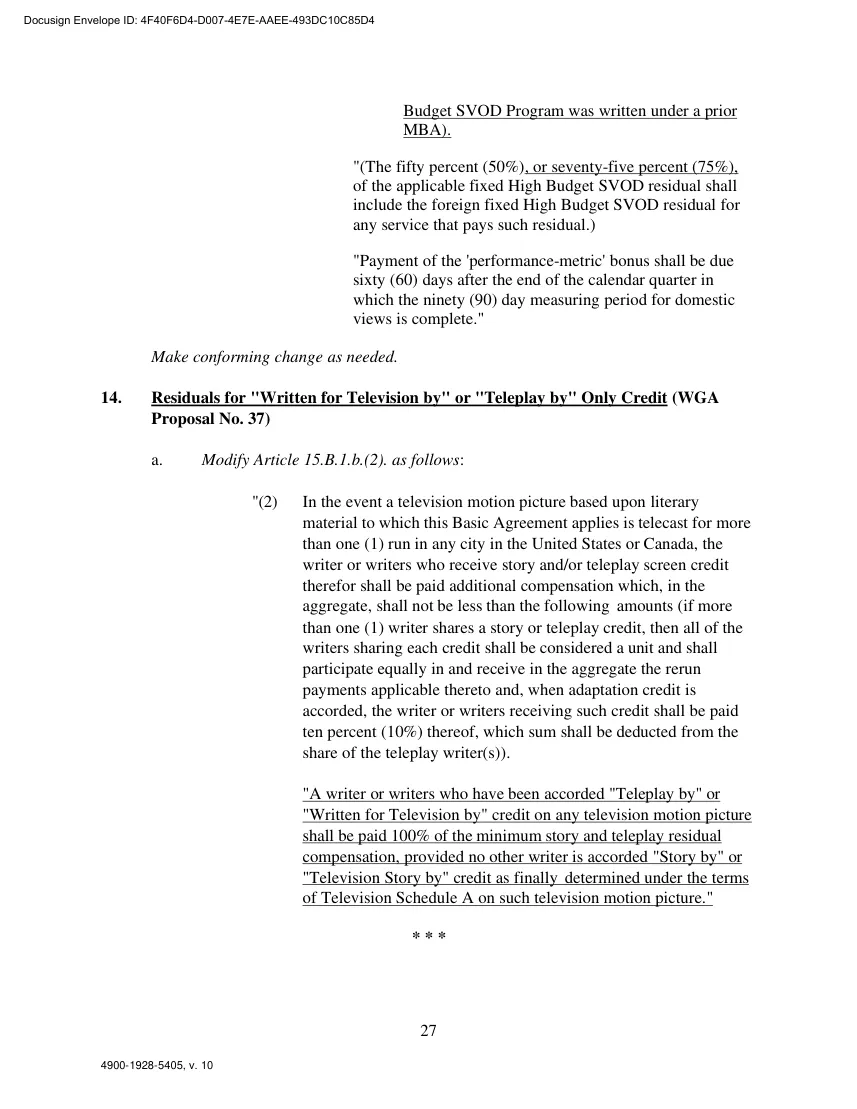 Docusign Envelope ID: 4F40F6D4-D007-4E7E-AAEE-493DC10C85D4
Budget SVOD Program was written under a prior
MBA).
"(The fifty percent (50%), or seventy-five percent (75%),
of the applicable fixed High Budget SVOD residual shall
include the foreign fixed High Budget SVOD residual for
any service that pays such residual.)
"Payment of the 'performance-metric' bonus shall be due
sixty (60) days after the end of the calendar quarter in
which the ninety (90) day measuring period for domestic
views is complete."
Make conforming change as needed.
14. Residuals for "Written for Television by" or "Teleplay by" Only Credit (WGA
Proposal No. 37)
a. Modify Article 15.B.1.b.(2). as follows:
"(2) In the event a television motion picture based upon literary
material to which this Basic Agreement applies is telecast for more
than one (1) run in any city in the United States or Canada, the
writer or writers who receive story and/or teleplay screen credit
therefor shall be paid additional compensation which, in the
aggregate, shall not be less than the following amounts (if more
than one (1) writer shares a story or teleplay credit, then all of the
writers sharing each credit shall be considered a unit and shall
participate equally in and receive in the aggregate the rerun
payments applicable thereto and, when adaptation credit is
accorded, the writer or writers receiving such credit shall be paid
ten percent (10%) thereof, which sum shall be deducted from the
share of the teleplay writer(s)).
"A writer or writers who have been accorded "Teleplay by" or
"Written for Television by" credit on any television motion picture
shall be paid 100% of the minimum story and teleplay residual
compensation, provided no other writer is accorded "Story by" or
"Television Story by" credit as finally determined under the terms
of Television Schedule A on such television motion picture."
* * *
27
4900-1928-5405, v. 10